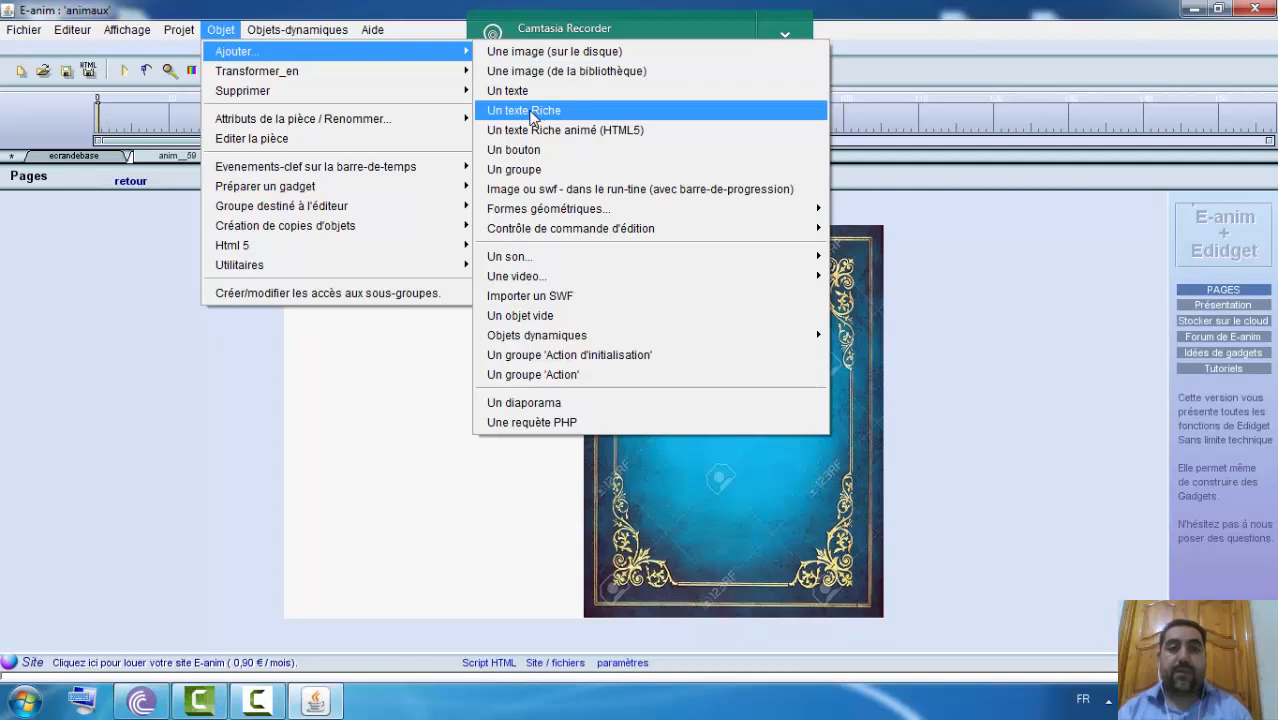 E-anim : 'animaux'
Camtasia Recorder
Fichier Editeur Affichage Projet Objet Objets-dynamiques Aide
Ajouter...
Transformer_en
Supprimer
Attributs de la pièce / Renommer...
Editer la pièce
Evenements-clef sur la barre-de-temps
Préparer un gadget
Groupe destiné à l'éditeur
Création de copies d'objets
Html 5
Utilitaires
Créer/modifier les accès aux sous-groupes.
Une image (sur le disque)
Une image (de la bibliothèque)
Un texte
Un texte Riche
Un texte Riche animé (HTML5)
Un bouton
Un groupe
Image ou swf - dans le run-tine (avec barre-de-progression)
Formes géométriques...
Contrôle de commande d'édition
Un son...
Une video...
Importer un SWF
Un objet vide
Objets dynamiques
Un groupe 'Action d'initialisation'
Un groupe 'Action'
Un diaporama
Une requète PHP
HTML
0
* ecrandebase anim__59
Pages retour
E-anim
+
Edidget
PAGES
Présentation
Stocker sur le cloud
Forum de E-anim
Idées de gadgets
Tutoriels
Cette version vous
présente toutes les
fonctions de Edidget
Sans limite technique
Elle permet même
de construire des
Gadgets.
N'hésitez pas á nous
poser des questions.
123RF
123RF
123RF
Site Cliquez ici pour louer votre site E-anim ( 0,90 € / mois). Script HTML Site / fichiers paramètres
FR